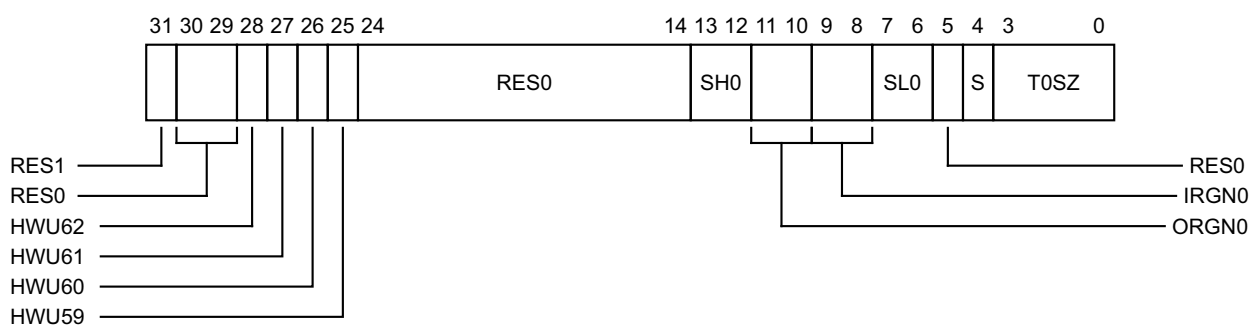 31 30 29 28 27 26 25 24 14 13 12 11 10 9 8 7 6 5 4 3 0
RES0 SH0 SL0 S T0SZ
RES1 RES0
RES0 IRGN0
HWU62 ORGN0
HWU61
HWU60
HWU59